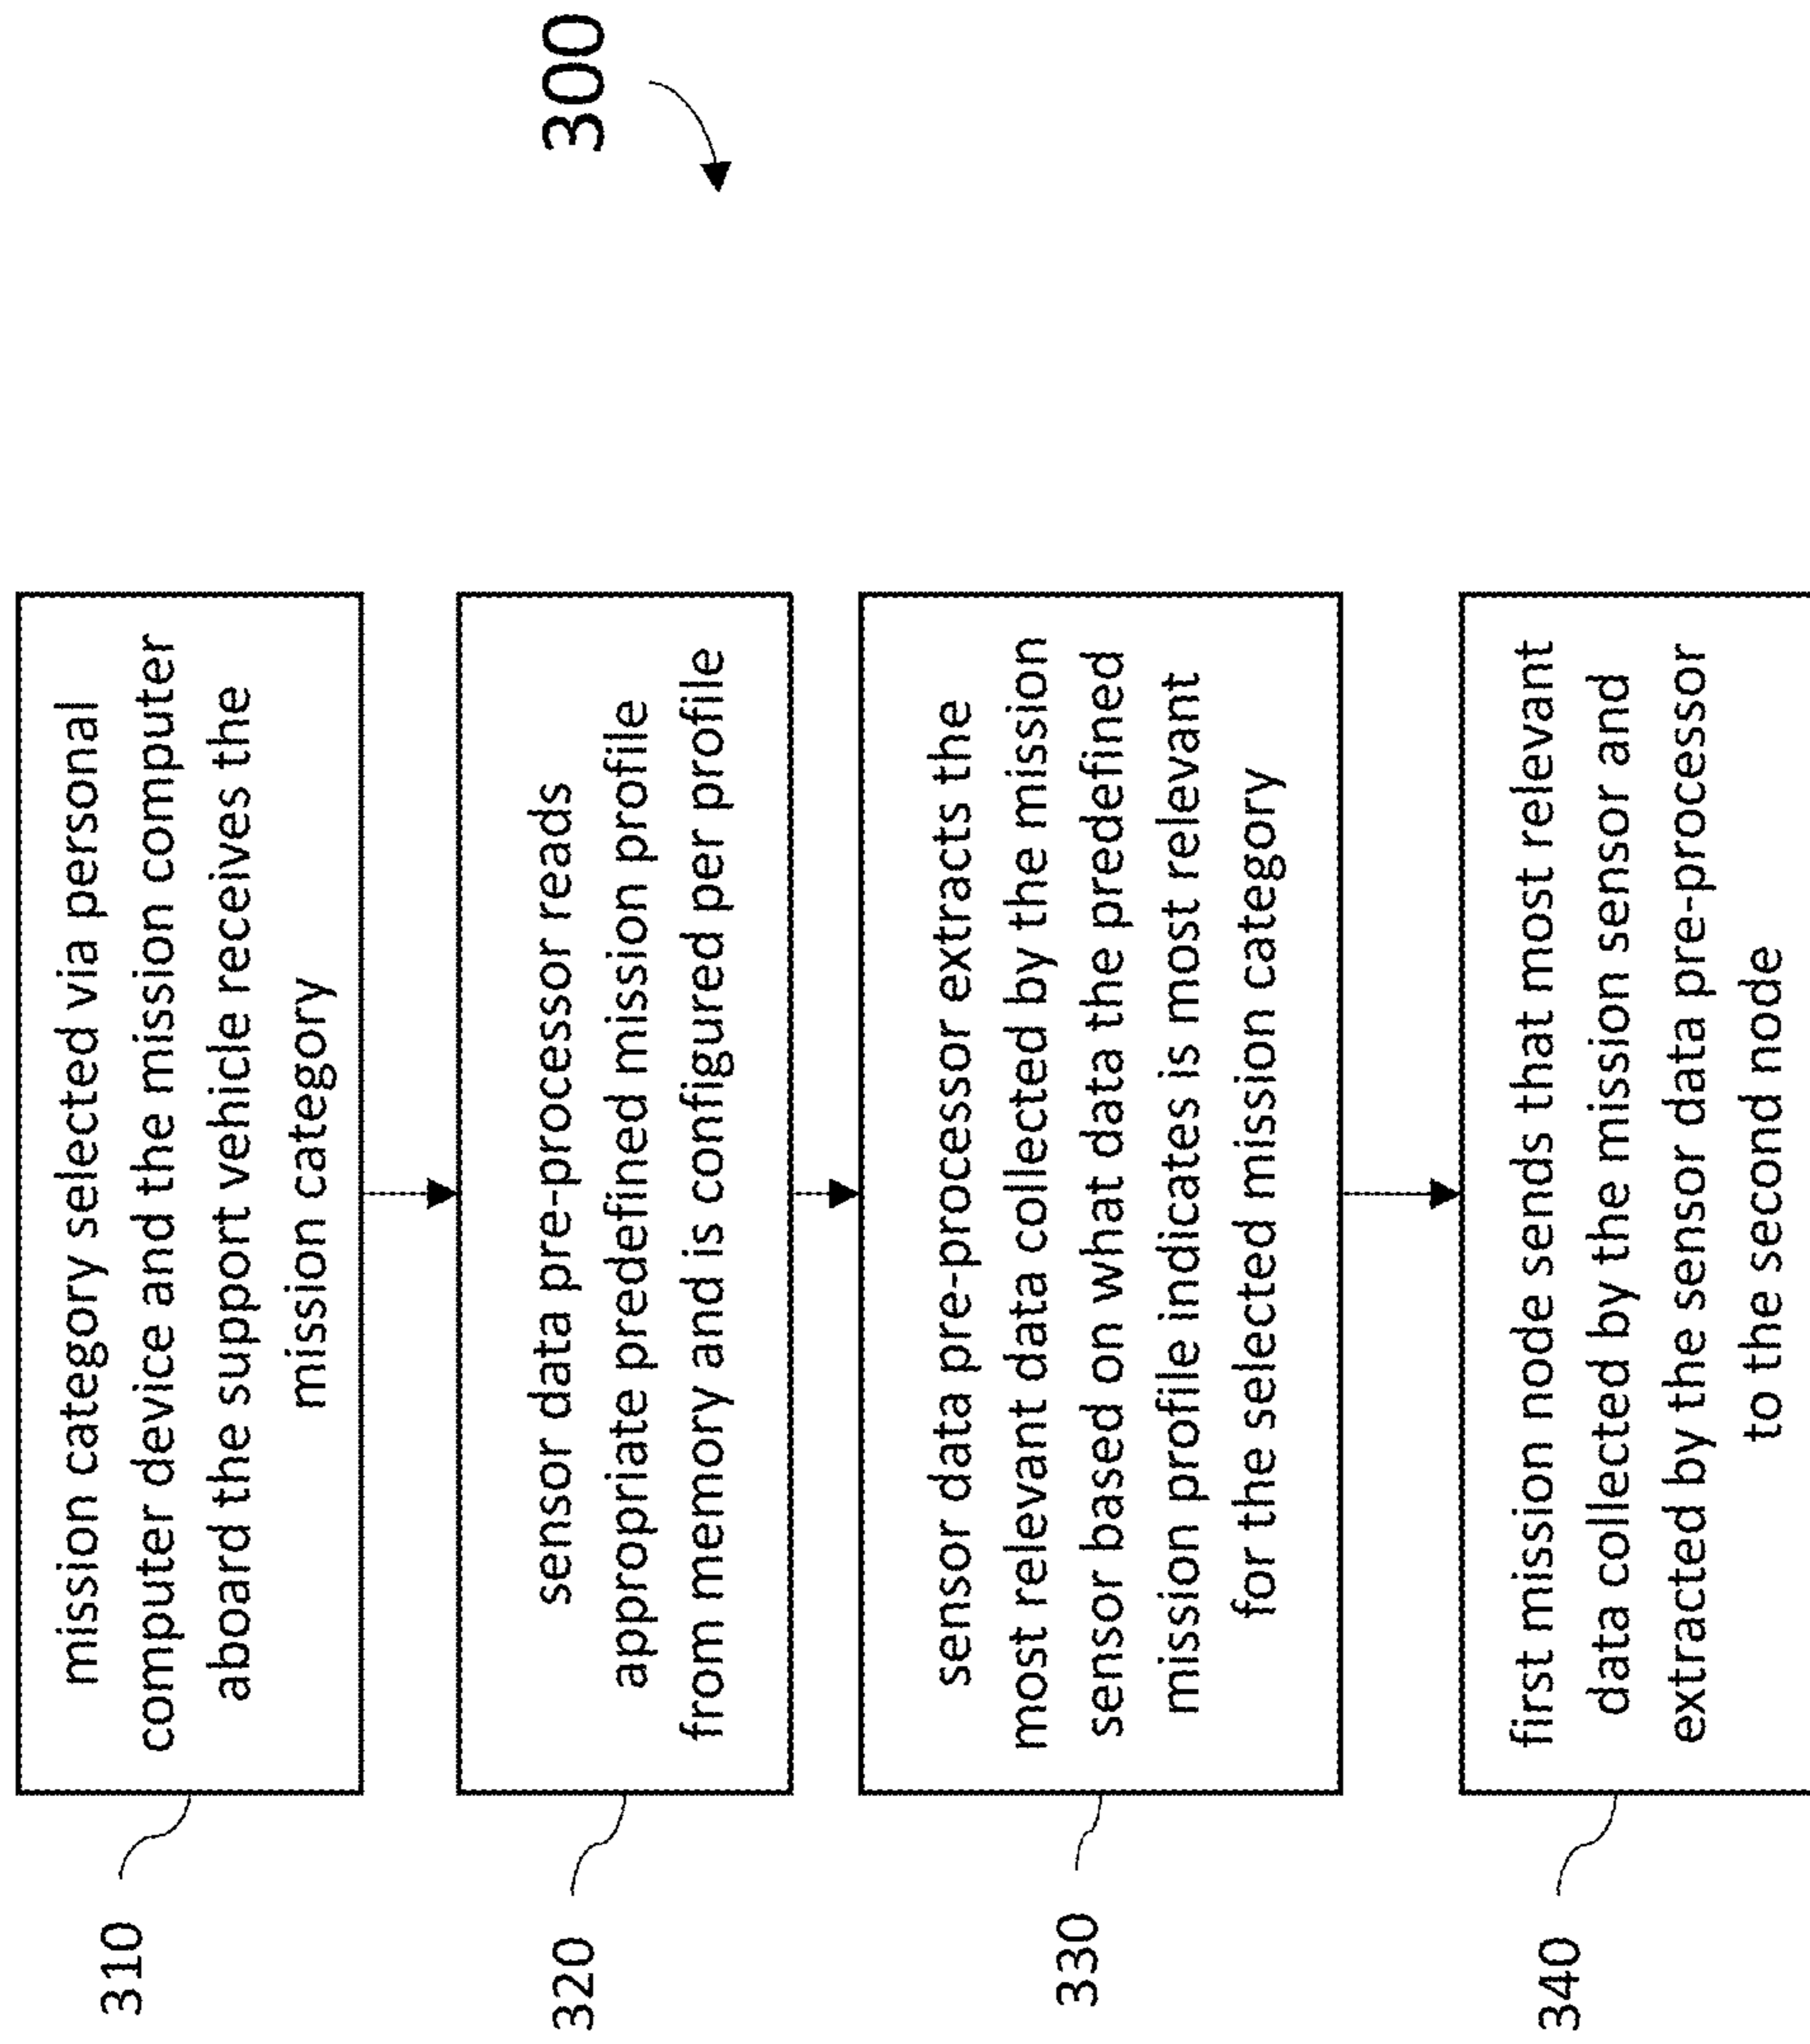 300
310
mission category selected via personal
computer device and the mission computer
aboard the support vehicle receives the
mission category
320
sensor data pre-processor reads
appropriate predefined mission profile
from memory and is configured per profile
330
sensor data pre-processor extracts the
most relevant data collected by the mission
sensor based on what data the predefined
mission profile indicates is most relevant
for the selected mission category
340
first mission node sends that most relevant
data collected by the mission sensor and
extracted by the sensor data pre-processor
to the second node